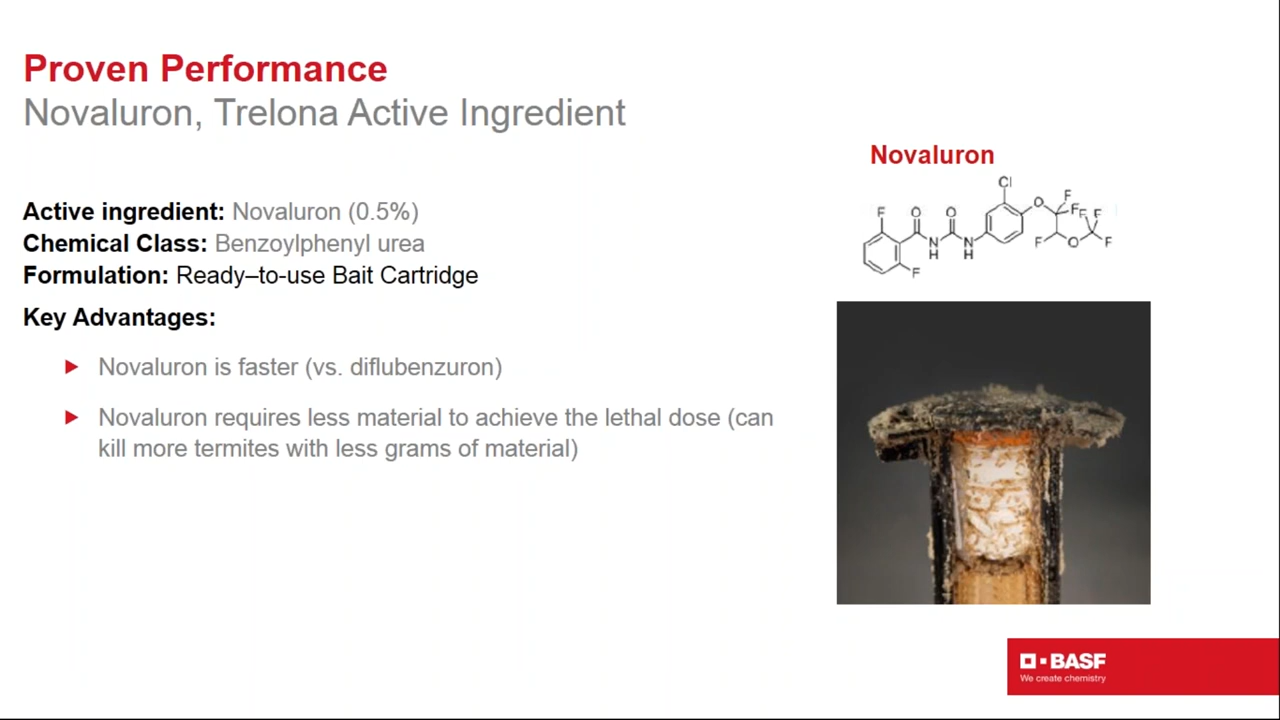 Proven Performance
Novaluron, Trelona Active Ingredient
Novaluron
Cl
O
F
F
F
F
F
O
O
F
F
O
F
N
H
N
H
F
Active ingredient: Novaluron (0.5%)
Chemical Class: Benzoylphenyl urea
Formulation: Ready–to-use Bait Cartridge
Key Advantages:
Novaluron is faster (vs. diflubenzuron)
Novaluron requires less material to achieve the lethal dose (can
kill more termites with less grams of material)
BASF
We create chemistry